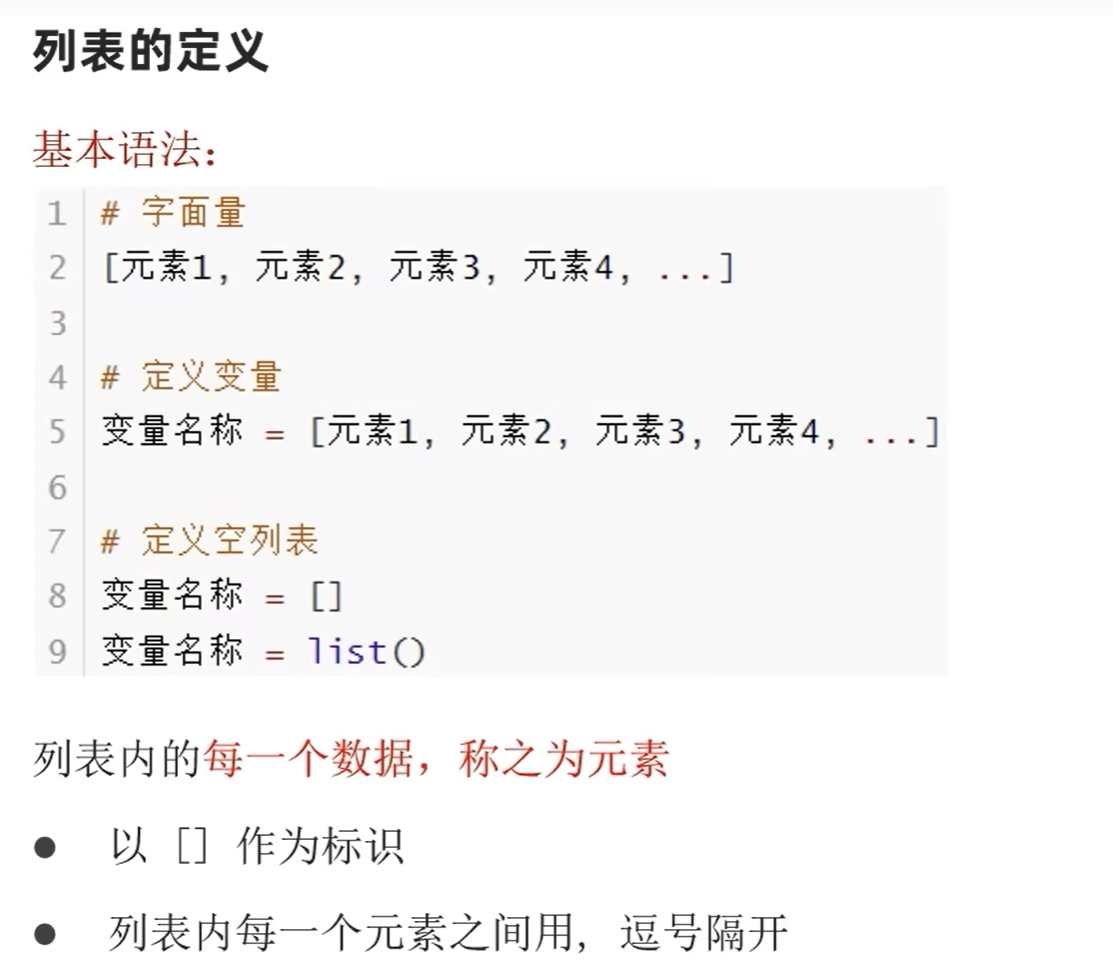 列表的定义
基本语法：
1 # 字面量
2 [元素1, 元素2, 元素3, 元素4, ...]
3
4 # 定义变量
5 变量名称 = [元素1, 元素2, 元素3, 元素4, ...]
6
7 # 定义空列表
8 变量名称 = []
9 变量名称 = list()
列表内的每一个数据，称之为元素
● 以 [] 作为标识
● 列表内每一个元素之间用, 逗号隔开